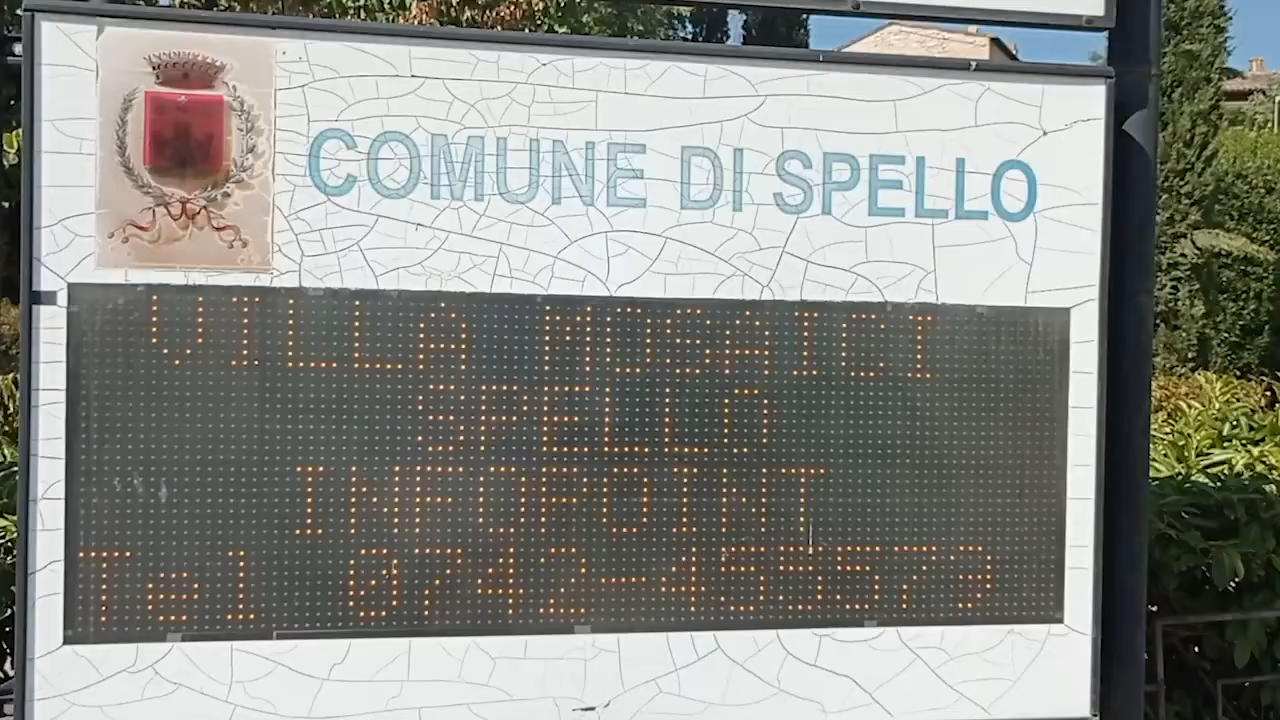 COMUNE DI SPELLO
VILLA MOSAICI
SPELLO
INFOPOINT
Tel 0742-455573